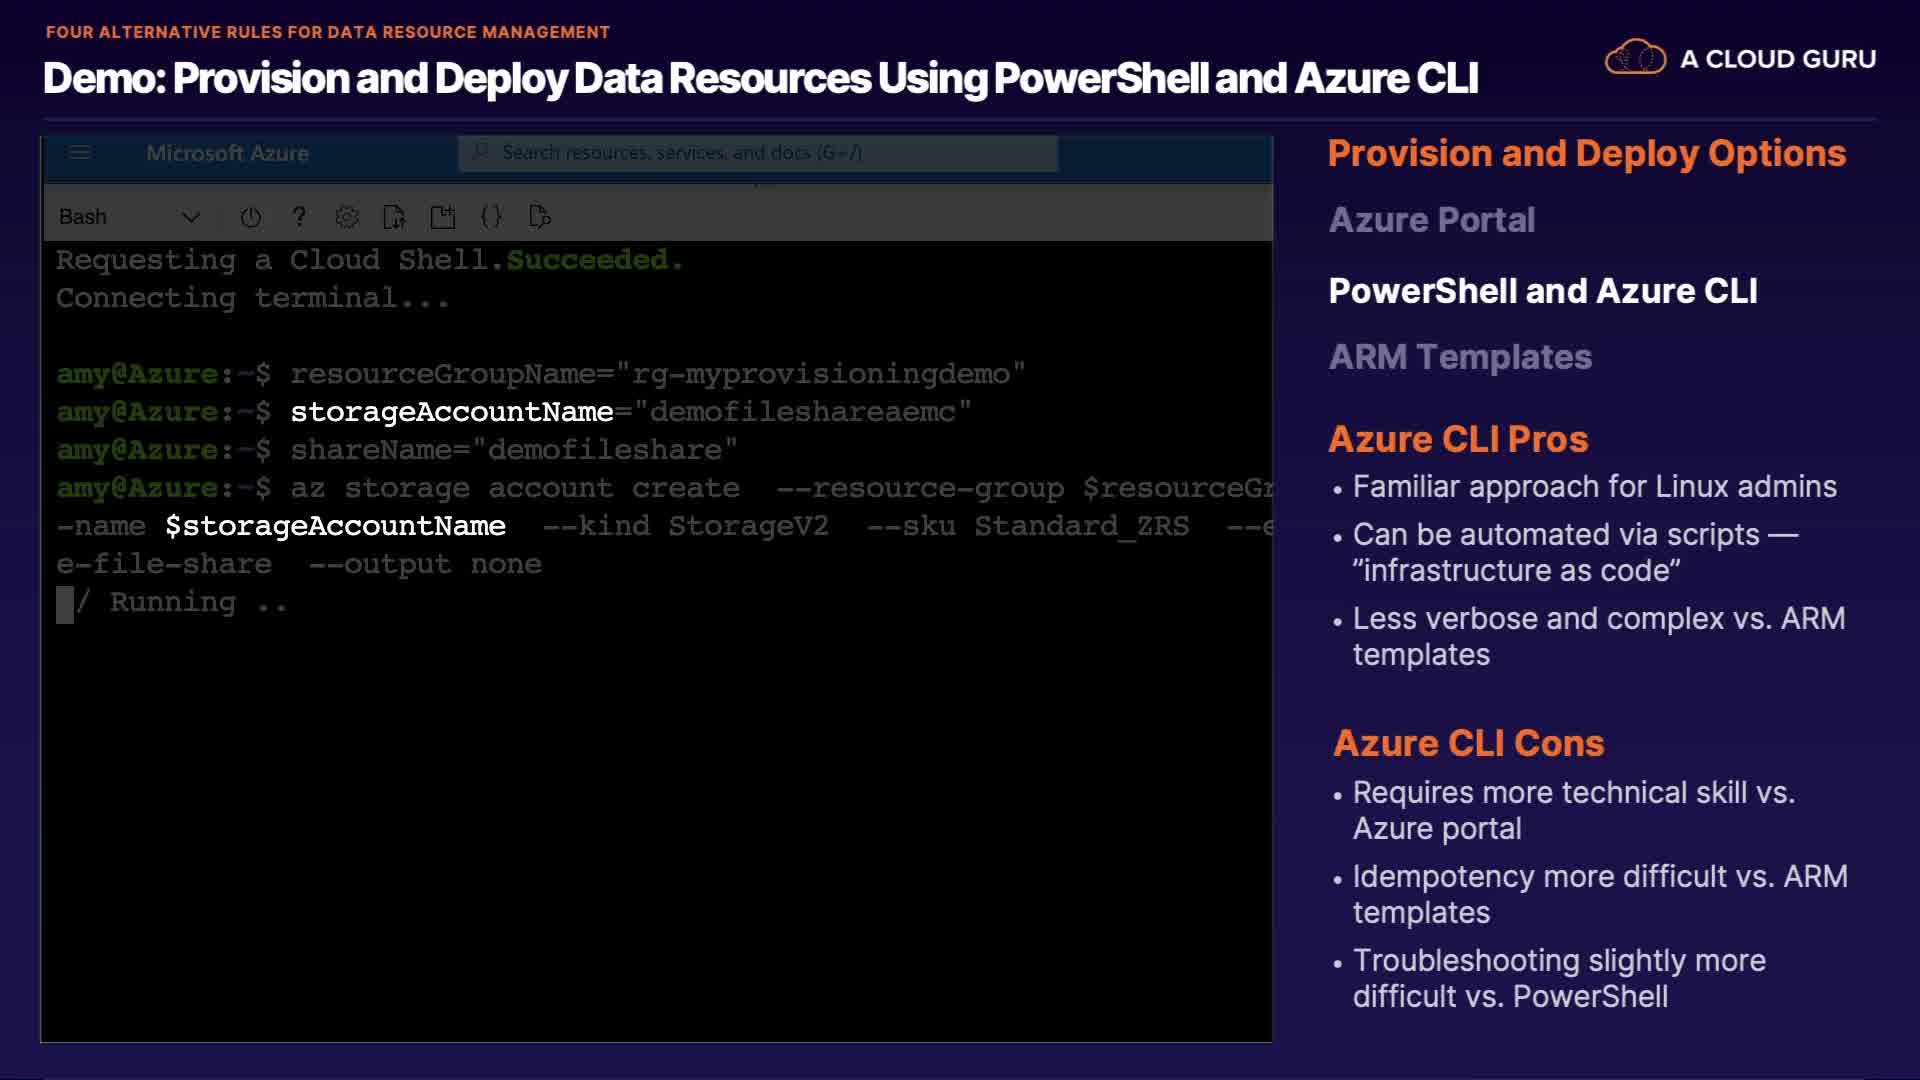 FOUR ALTERNATIVE RULES FOR DATA RESOURCE MANAGEMENT
Demo: Provision and Deploy Data Resources Using PowerShell and Azure CLI
A CLOUD GURU
Microsoft Azure
Search resources, services, and docs (G+/)
Bash
Requesting a Cloud Shell.Succeeded.
Connecting terminal...
amy@Azure:~$ resourceGroupName="rg-myprovisioningdemo"
amy@Azure:~$ storageAccountName="demofileshareaemc"
amy@Azure:~$ shareName="demofileshare"
amy@Azure:~$ az storage account create --resource-group $resourceGr
-name $storageAccountName --kind StorageV2 --sku Standard_ZRS --e
e-file-share --output none
/ Running ..
Provision and Deploy Options
Azure Portal
PowerShell and Azure CLI
ARM Templates
Azure CLI Pros
• Familiar approach for Linux admins
• Can be automated via scripts —
”infrastructure as code”
• Less verbose and complex vs. ARM
templates
Azure CLI Cons
• Requires more technical skill vs.
Azure portal
• Idempotency more difficult vs. ARM
templates
• Troubleshooting slightly more
difficult vs. PowerShell